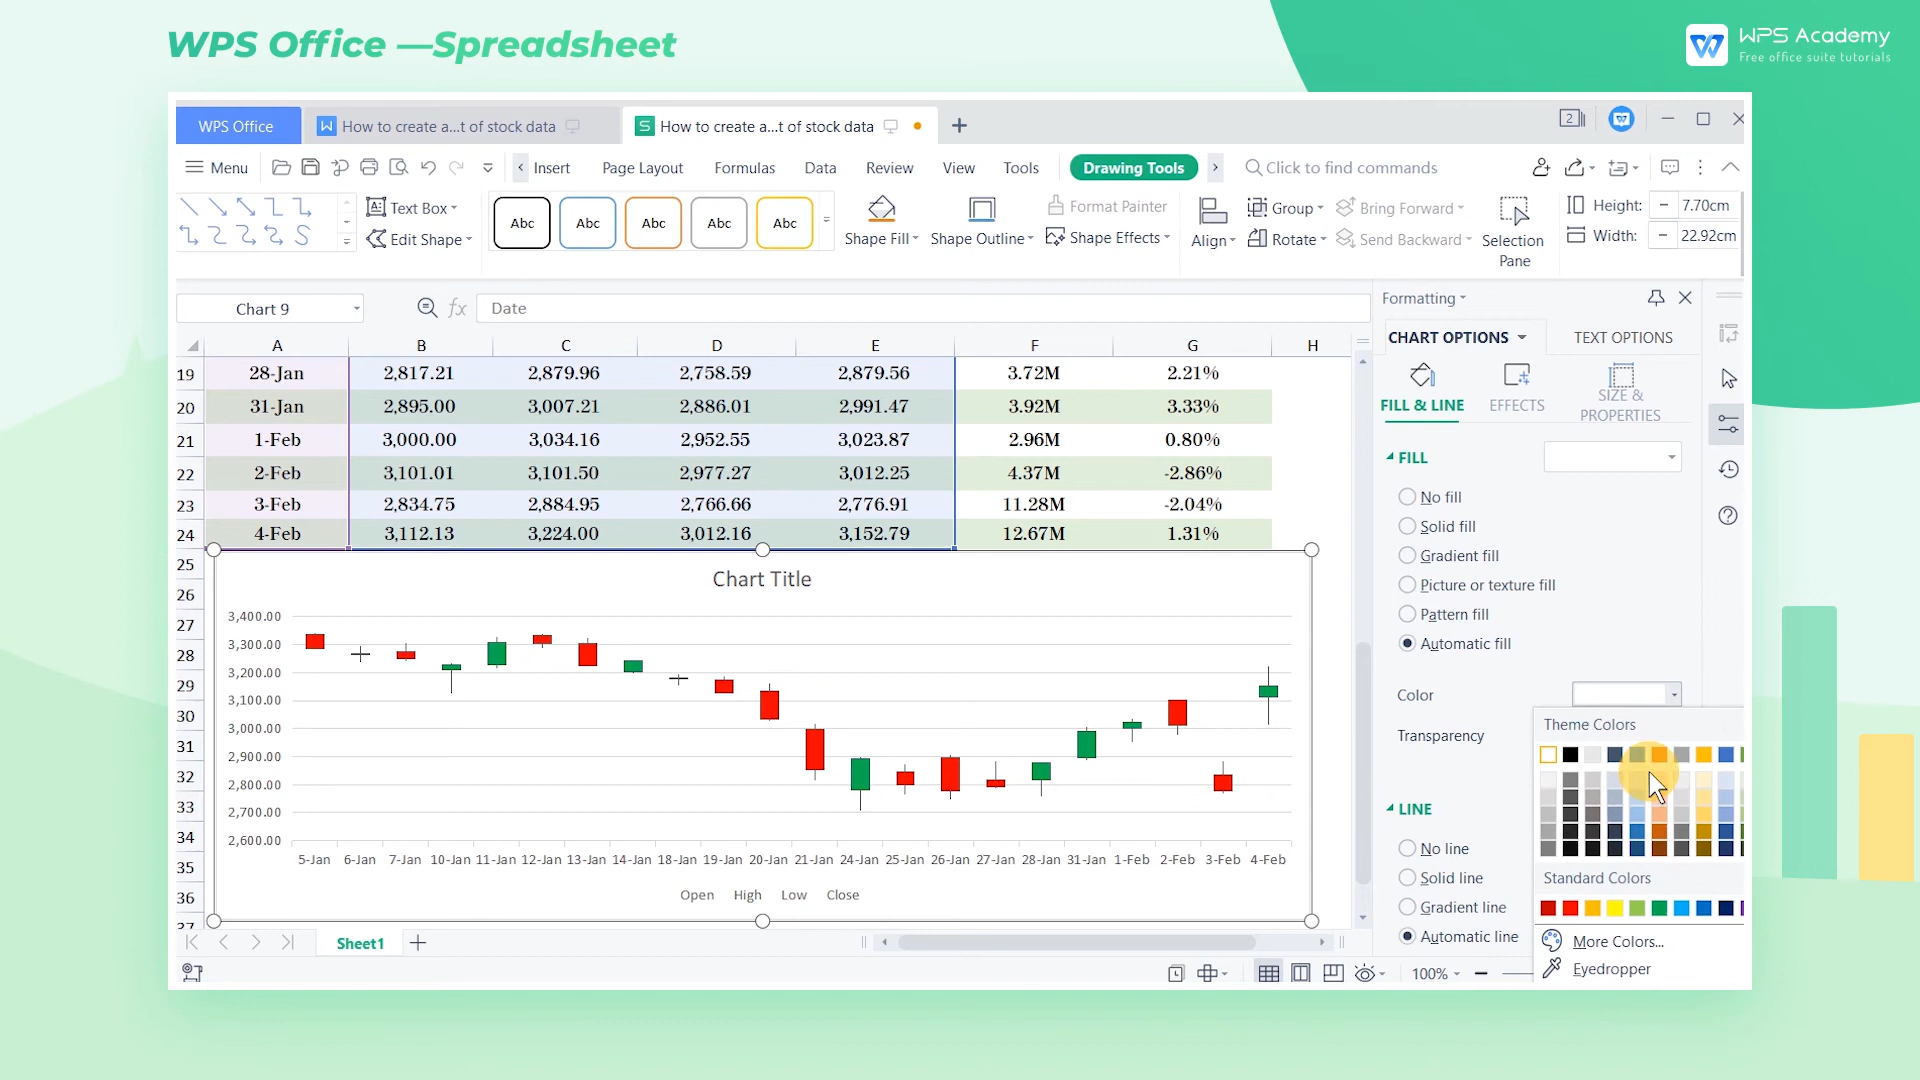 WPS Office —Spreadsheet
WPS Academy
Free office suite tutorials
WPS Office
How to create a...t of stock data
How to create a...t of stock data
2
Menu
Insert
Page Layout
Formulas
Data
Review
View
Tools
Drawing Tools
Click to find commands
Text Box
Edit Shape
Abc
Abc
Abc
Abc
Abc
Shape Fill
Shape Outline
Format Painter
Shape Effects
Align
Group
Rotate
Bring Forward
Send Backward
Selection
Pane
Height:
7.70cm
Width:
22.92cm
Chart 9
fx
Date
A B C D E F G H
19 28-Jan 2,817.21 2,879.96 2,758.59 2,879.56 3.72M 2.21%
20 31-Jan 2,895.00 3,007.21 2,886.01 2,991.47 3.92M 3.33%
21 1-Feb 3,000.00 3,034.16 2,952.55 3,023.87 2.96M 0.80%
22 2-Feb 3,101.01 3,101.50 2,977.27 3,012.25 4.37M -2.86%
23 3-Feb 2,834.75 2,884.95 2,766.66 2,776.91 11.28M -2.04%
24 4-Feb 3,112.13 3,224.00 3,012.16 3,152.79 12.67M 1.31%
25
26
27
28
29
30
31
32
33
34
35
36
37
Chart Title
3,400.00
3,300.00
3,200.00
3,100.00
3,000.00
2,900.00
2,800.00
2,700.00
2,600.00
5-Jan 6-Jan 7-Jan 10-Jan 11-Jan 12-Jan 13-Jan 14-Jan 18-Jan 19-Jan 20-Jan 21-Jan 24-Jan 25-Jan 26-Jan 27-Jan 28-Jan 31-Jan 1-Feb 2-Feb 3-Feb 4-Feb
Open High Low Close
Sheet1
100%
Formatting
CHART OPTIONS
TEXT OPTIONS
FILL & LINE
EFFECTS
SIZE &
PROPERTIES
FILL
No fill
Solid fill
Gradient fill
Picture or texture fill
Pattern fill
Automatic fill
Color
Transparency
Theme Colors
LINE
No line
Solid line
Gradient line
Automatic line
Standard Colors
More Colors...
Eyedropper